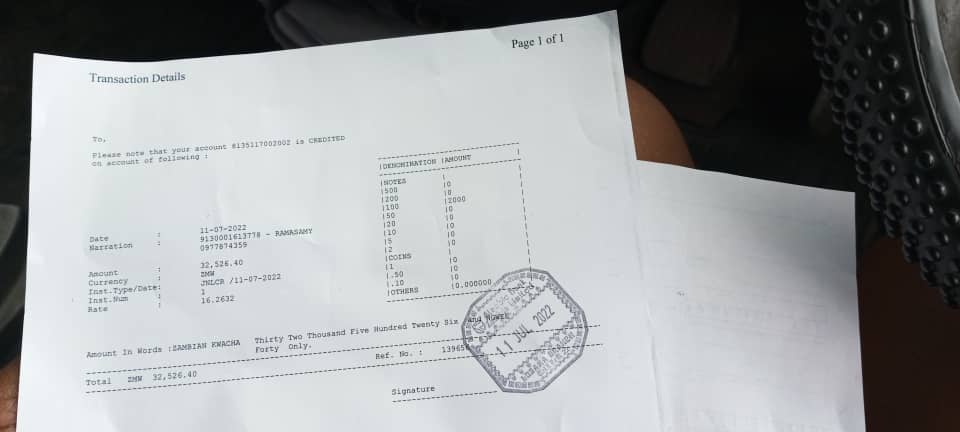 Page 1 of 1
Transaction Details
To,
Please note that your account 6135117002002 is CREDITED
on account of following :
|DENOMINATION |AMOUNT |
|NOTES | |
|500 |0 |
|200 |0 |
|100 |2000 |
|50 |0 |
|20 |0 |
|10 |0 |
|5 |0 |
|2 |0 |
|COINS | |
|1 |0 |
|.50 |0 |
|.10 |0 |
|OTHERS |0.000000
Date : 11-07-2022
Narration : 9130001613778 - RAMASAMY
0977874359
Amount : 32,526.40
Currency : ZMW
Inst.Type/Date: JNLCR /11-07-2022
Inst.Num : 1
Rate : 16.2632
Amount In Words :ZAMBIAN KWACHA Thirty Two Thousand Five Hundred Twenty Six and NGWEE
Forty Only.
Total ZMW 32,526.40
Ref. No. : 13965
11 JUL 2022
Signature